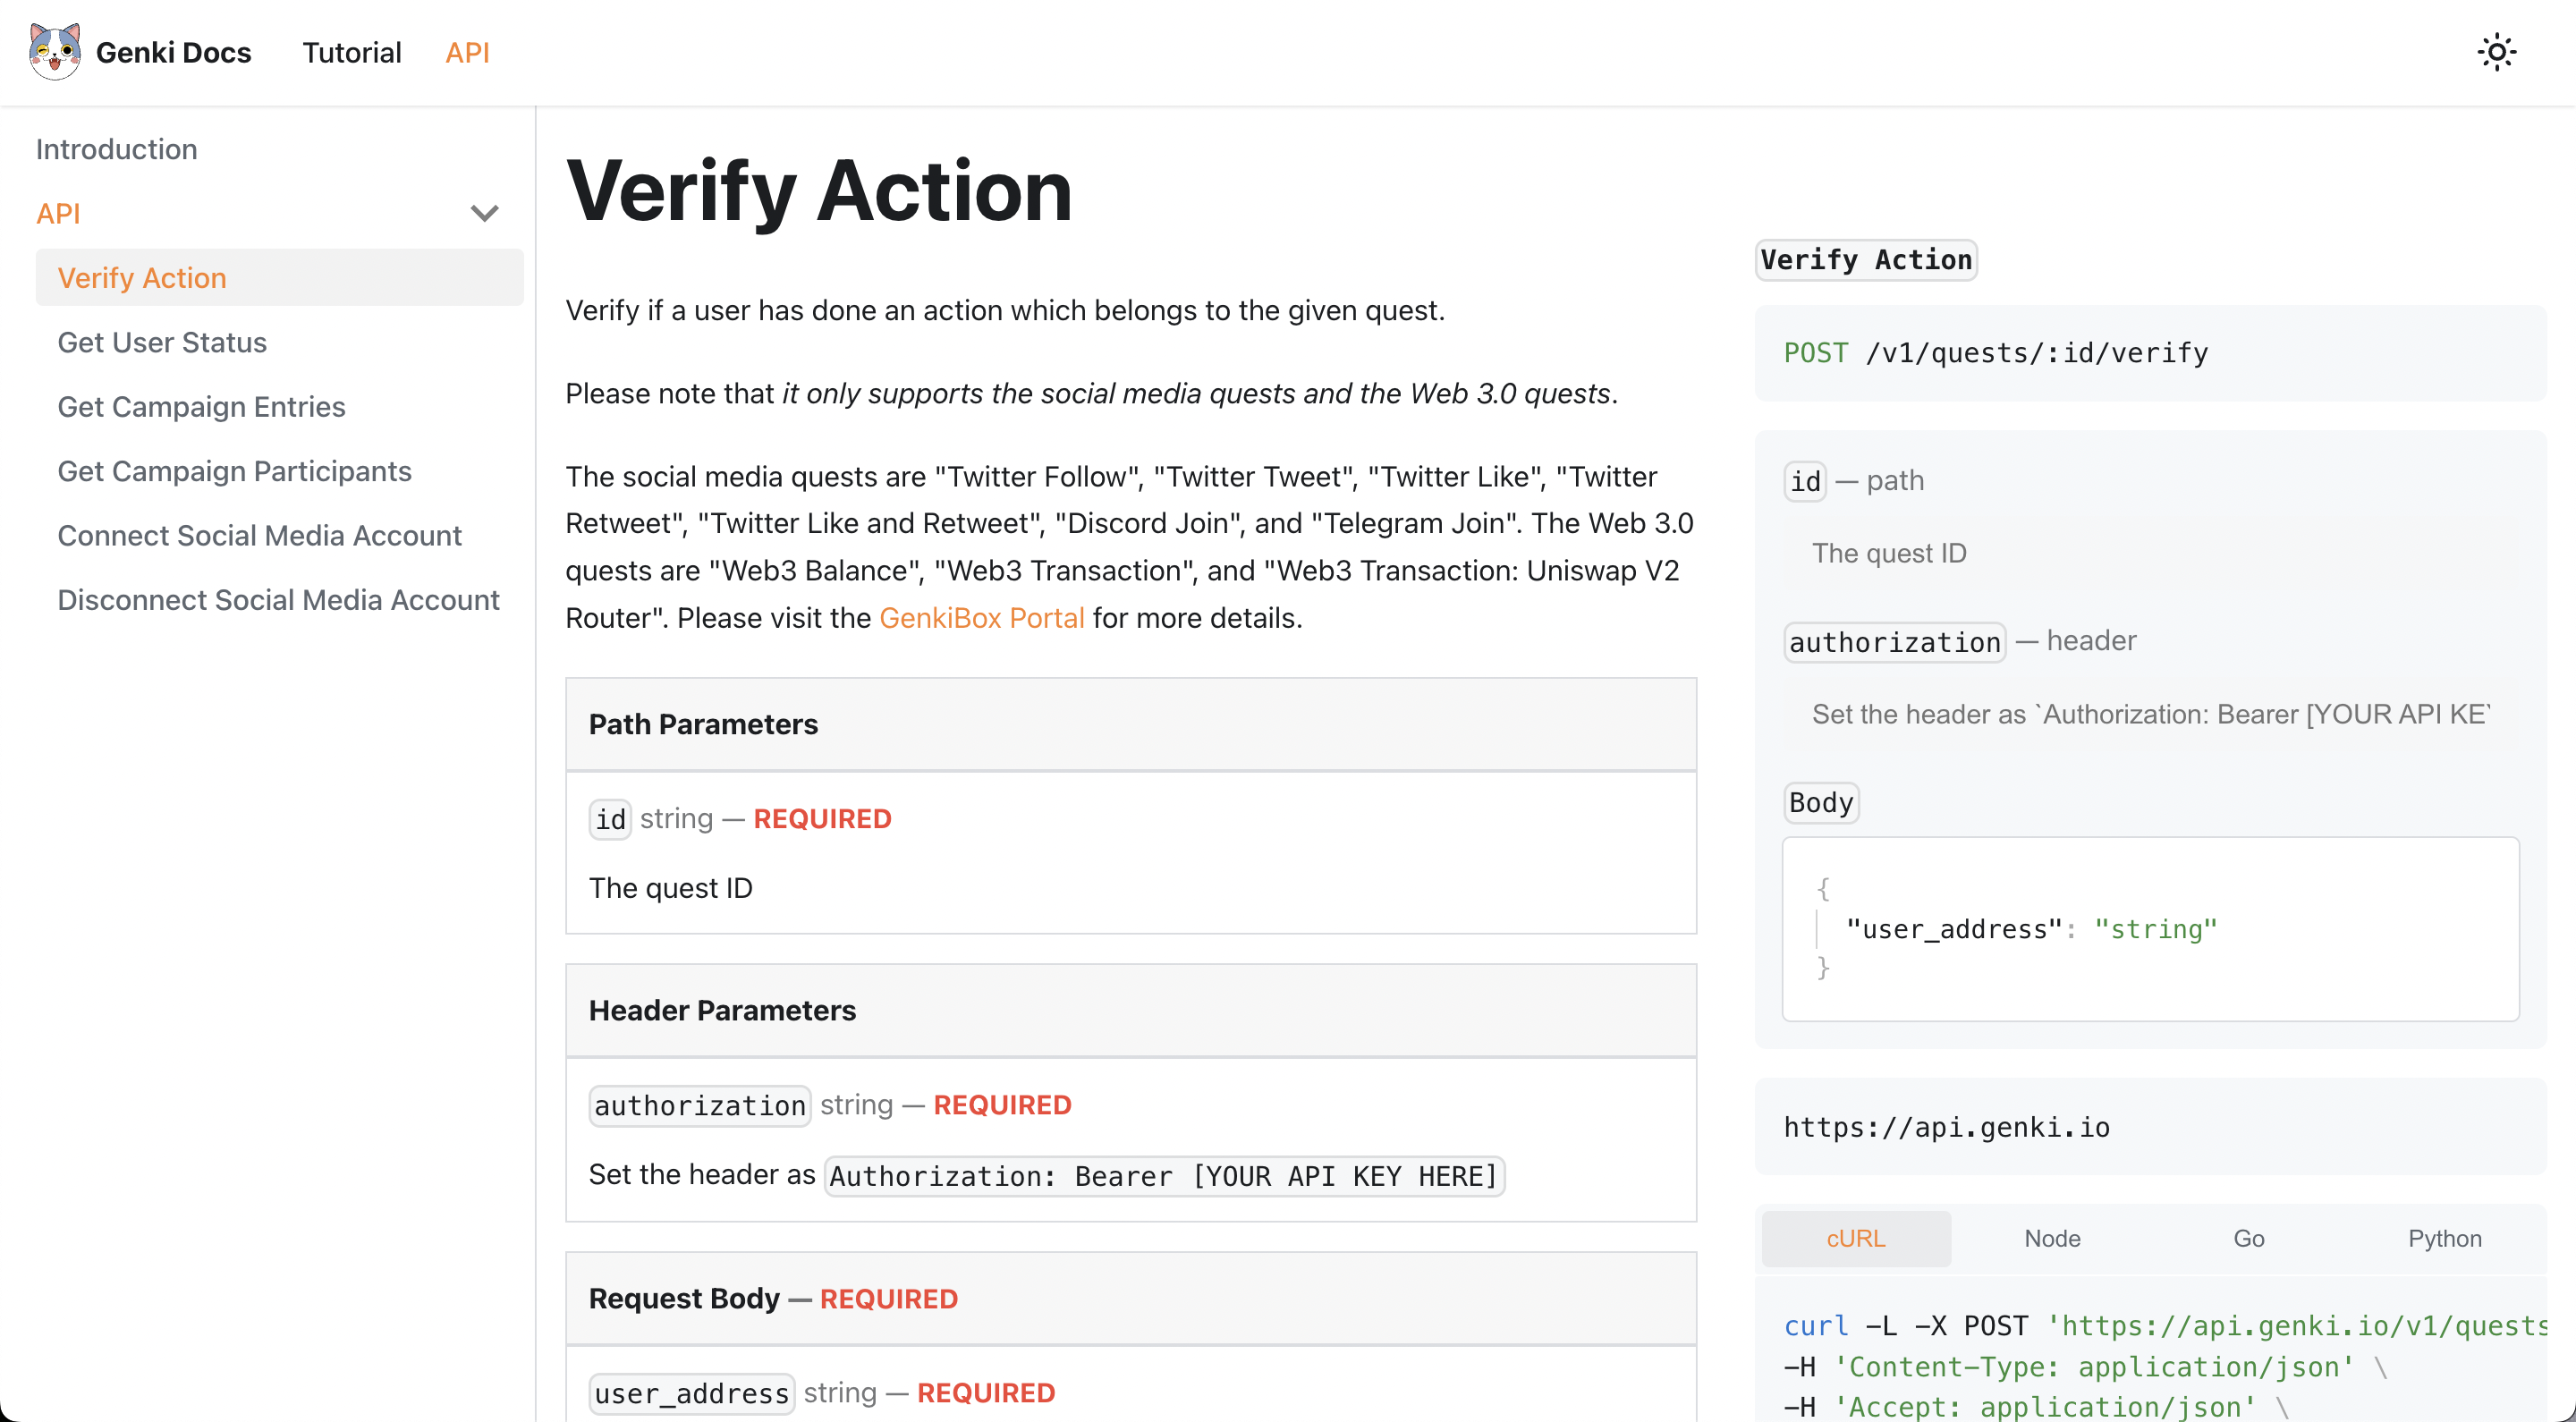 Genki Docs
Tutorial
API
Introduction
API
Verify Action
Get User Status
Get Campaign Entries
Get Campaign Participants
Connect Social Media Account
Disconnect Social Media Account
Verify Action
Verify if a user has done an action which belongs to the given quest.
Please note that it only supports the social media quests and the Web 3.0 quests.
The social media quests are "Twitter Follow", "Twitter Tweet", "Twitter Like", "Twitter
Retweet", "Twitter Like and Retweet", "Discord Join", and "Telegram Join". The Web 3.0
quests are "Web3 Balance", "Web3 Transaction", and "Web3 Transaction: Uniswap V2
Router". Please visit the GenkiBox Portal for more details.
Path Parameters
id string — REQUIRED
The quest ID
Header Parameters
authorization string — REQUIRED
Set the header as Authorization: Bearer [YOUR API KEY HERE]
Request Body — REQUIRED
user_address string — REQUIRED
Verify Action
POST /v1/quests/:id/verify
id — path
The quest ID
authorization — header
Set the header as `Authorization: Bearer [YOUR API KE
Body
{
"user_address": "string"
}
https://api.genki.io
cURL
Node
Go
Python
curl -L -X POST 'https://api.genki.io/v1/quests
-H 'Content-Type: application/json' \
-H 'Accept: application/json' \